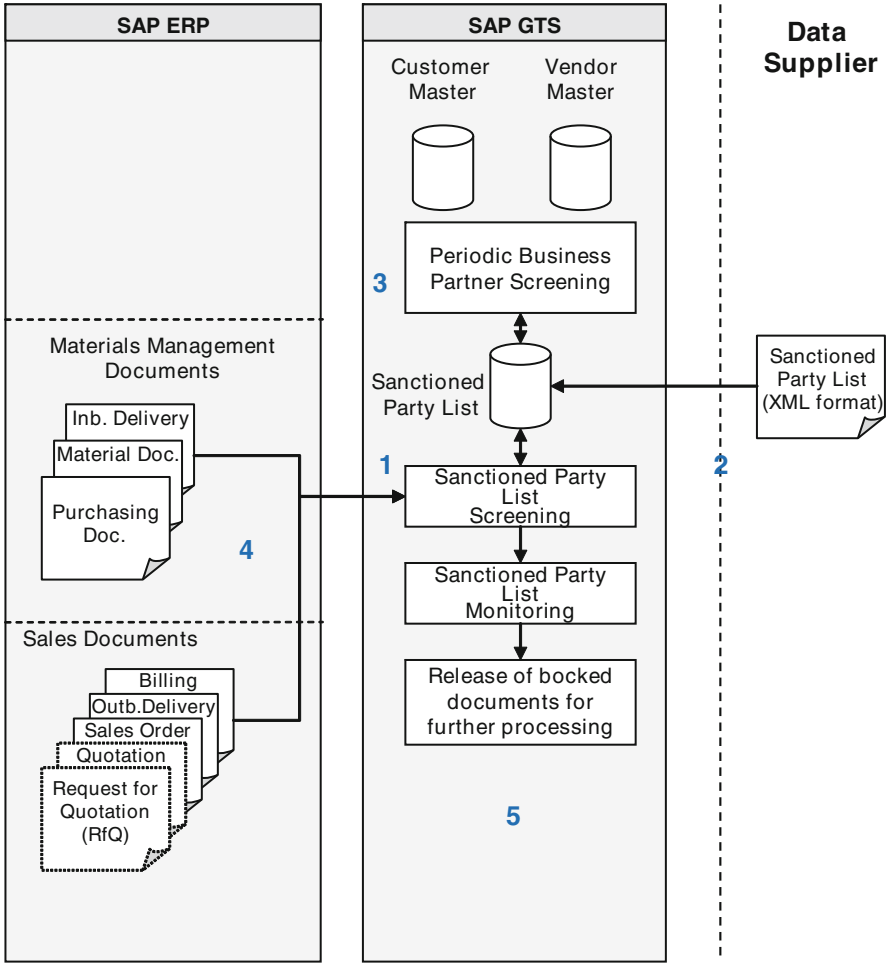 SAP ERP
SAP GTS
Data
Supplier
Customer
Master
Vendor
Master
Periodic Business
Partner Screening
3
Materials Management
Documents
Inb. Delivery
Material Doc.
Purchasing
Doc.
4
Sanctioned
Party List
Sanctioned
Party List
(XML format)
1
2
Sanctioned Party
List
Screening
Sanctioned Party
List
Monitoring
Sales Documents
Billing
Outb.Delivery
Sales Order
Quotation
Request for
Quotation
(RfQ)
Release of bocked
documents for
further processing
5